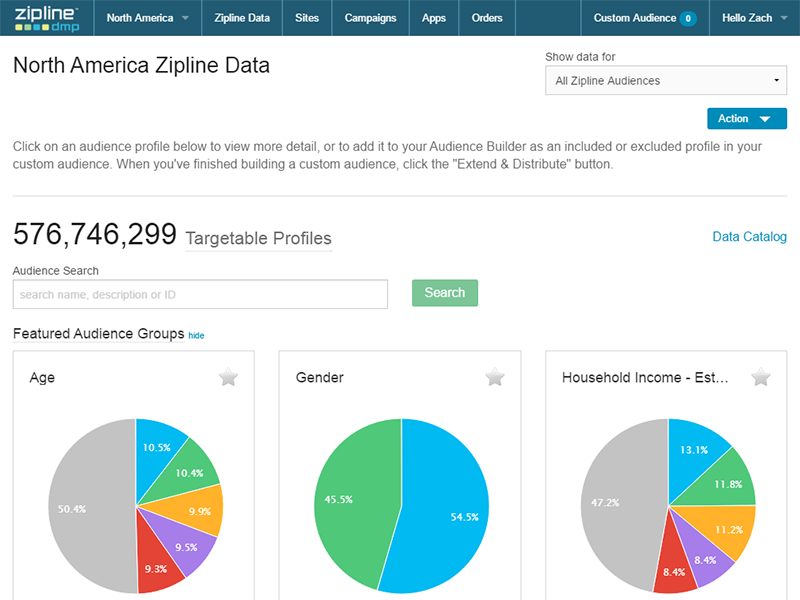 zipline™ dmp
North America Zipline Data Sites Campaigns Apps Orders Custom Audience 0 Hello Zach
North America Zipline Data
Show data for
All Zipline Audiences
Action
Click on an audience profile below to view more detail, or to add it to your Audience Builder as an included or excluded profile in your
custom audience. When you've finished building a custom audience, click the "Extend & Distribute" button.
576,746,299 Targetable Profiles
Data Catalog
Audience Search
search name, description or ID
Search
Featured Audience Groups hide
Age
10.5%
10.4%
9.9%
9.5%
9.3%
50.4%
Gender
45.5%
54.5%
Household Income - Est...
13.1%
11.8%
11.2%
8.4%
8.4%
47.2%